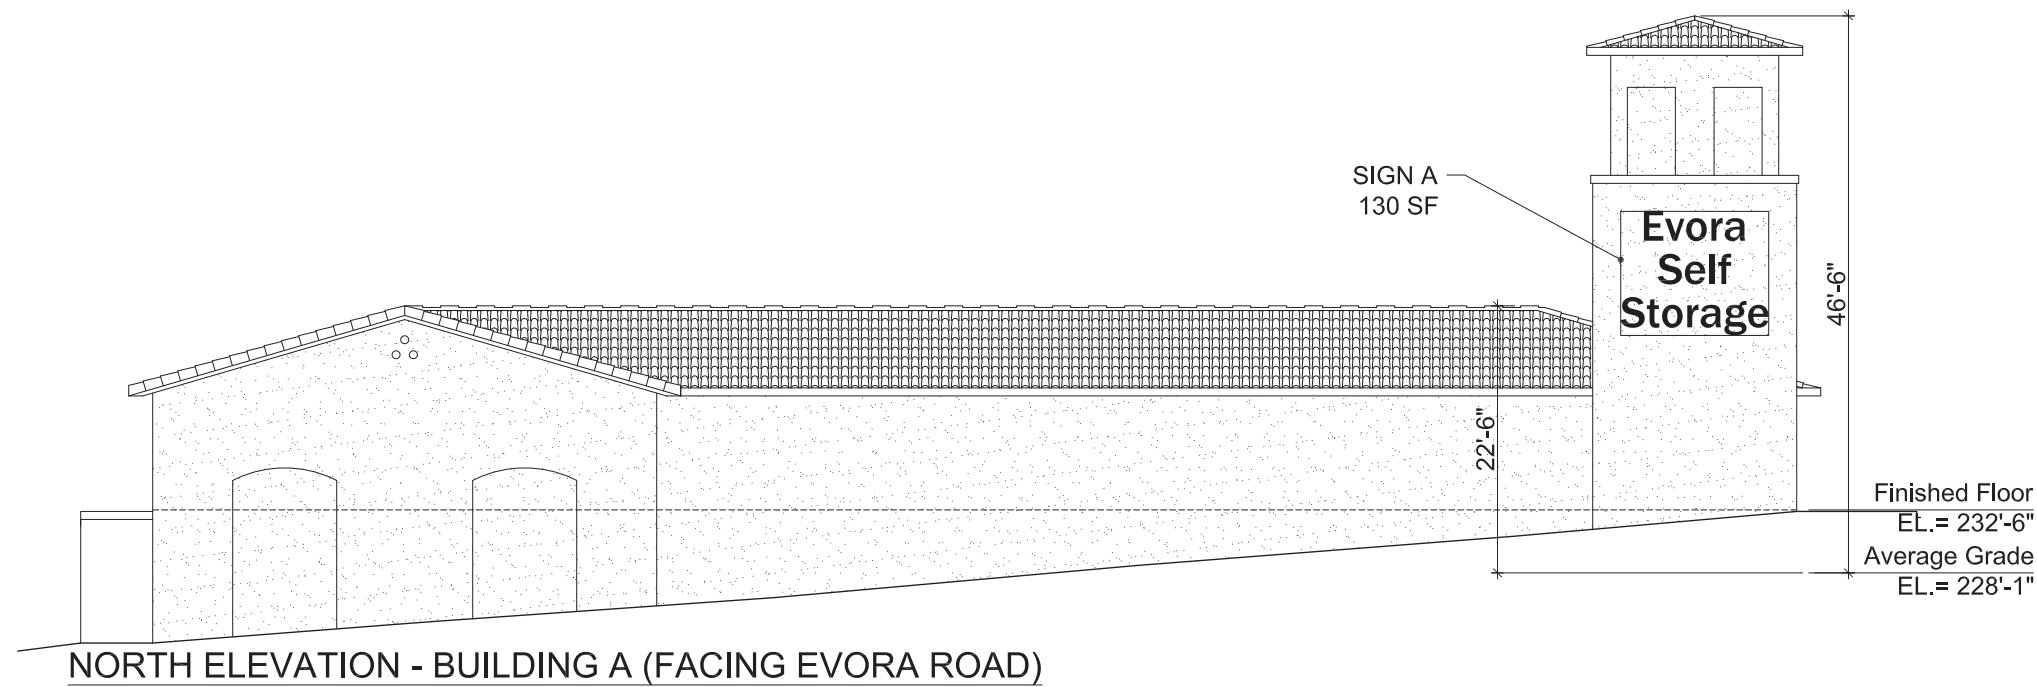 SIGN A
130 SF
Evora
Self
Storage
46'-6"
22'-6"
Finished Floor
EL.= 232'-6"
Average Grade
EL.= 228'-1"
NORTH ELEVATION - BUILDING A (FACING EVORA ROAD)